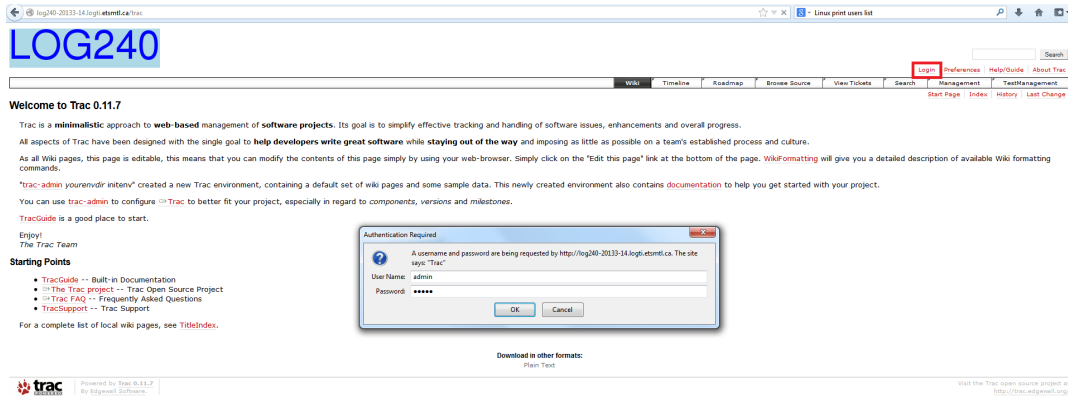 log240-20133-14.logti.etsmtl.ca/trac
Linux print users list
LOG240
Search
Login Preferences Help/Guide About Trac
Wiki Timeline Roadmap Browse Source View Tickets Search Management TestManagement
Start Page Index History Last Change
Welcome to Trac 0.11.7
Trac is a minimalistic approach to web-based management of software projects. Its goal is to simplify effective tracking and handling of software issues, enhancements and overall progress.
All aspects of Trac have been designed with the single goal to help developers write great software while staying out of the way and imposing as little as possible on a team's established process and culture.
As all Wiki pages, this page is editable, this means that you can modify the contents of this page simply by using your web-browser. Simply click on the "Edit this page" link at the bottom of the page. WikiFormatting will give you a detailed description of available Wiki formatting
commands.
"trac-admin yourenvdir initenv" created a new Trac environment, containing a default set of wiki pages and some sample data. This newly created environment also contains documentation to help you get started with your project.
You can use trac-admin to configure Trac to better fit your project, especially in regard to components, versions and milestones.
TracGuide is a good place to start.
Enjoy!
The Trac Team
Starting Points
• TracGuide -- Built-in Documentation
• The Trac project -- Trac Open Source Project
• Trac FAQ -- Frequently Asked Questions
• TracSupport -- Trac Support
For a complete list of local wiki pages, see TitleIndex.
Authentication Required
A username and password are being requested by http://log240-20133-14.logti.etsmtl.ca. The site
says: "Trac"
User Name: admin
Password: •••••
OK Cancel
Download in other formats:
Plain Text
trac
POWERED
Powered by Trac 0.11.7
By Edgewall Software.
Visit the Trac open source project at
http://trac.edgewall.org/